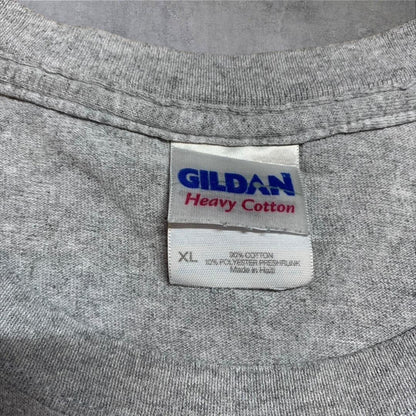 GILDAN
Heavy Cotton
XL
90% COTTON
10% POLYESTER PRESHRUNK
Made in Haiti